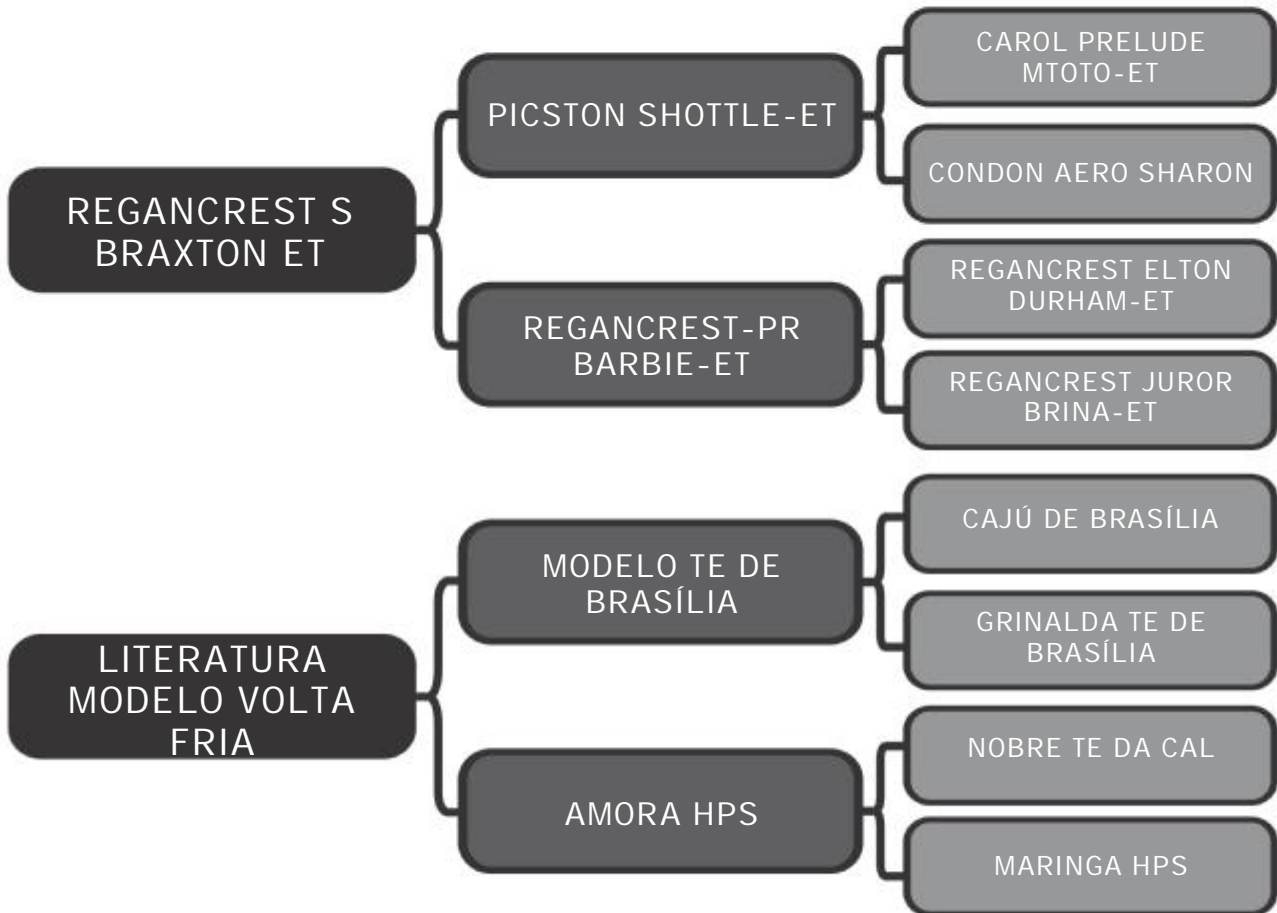 CAROL PRELUDE
MTOTO-ET
PICSTON SHOTTLE-ET
CONDON AERO SHARON
REGANCREST S
BRAXTON ET
REGANCREST ELTON
DURHAM-ET
REGANCREST-PR
BARBIE-ET
REGANCREST JUROR
BRINA-ET
CAJÚ DE BRASÍLIA
MODELO TE DE
BRASÍLIA
GRINALDA TE DE
BRASÍLIA
LITERATURA
MODELO VOLTA
FRIA
NOBRE TE DA CAL
AMORA HPS
MARINGA HPS